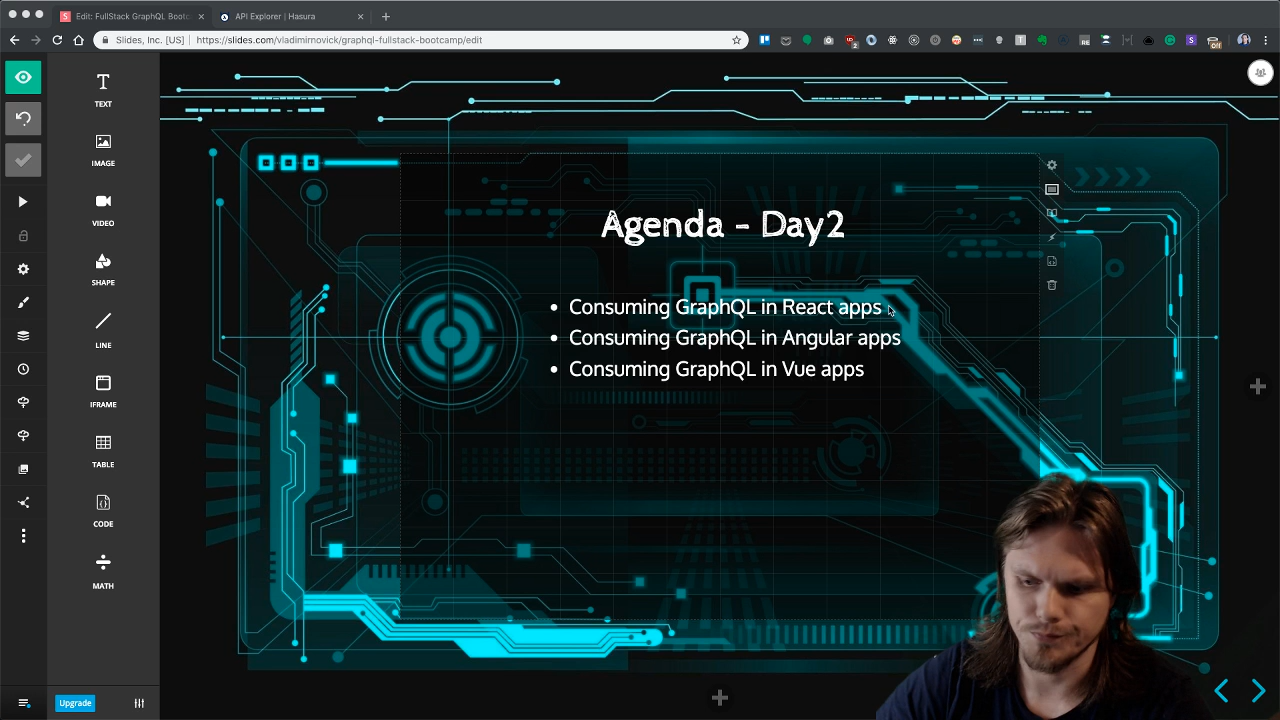 Edit: FullStack GraphQL Bootc
API Explorer | Hasura
Slides, Inc. [US]
https://slides.com/vladimirnovick/graphql-fullstack-bootcamp/edit
TEXT
IMAGE
VIDEO
SHAPE
LINE
IFRAME
TABLE
CODE
MATH
Upgrade
Agenda - Day2
Consuming GraphQL in React apps
Consuming GraphQL in Angular apps
Consuming GraphQL in Vue apps